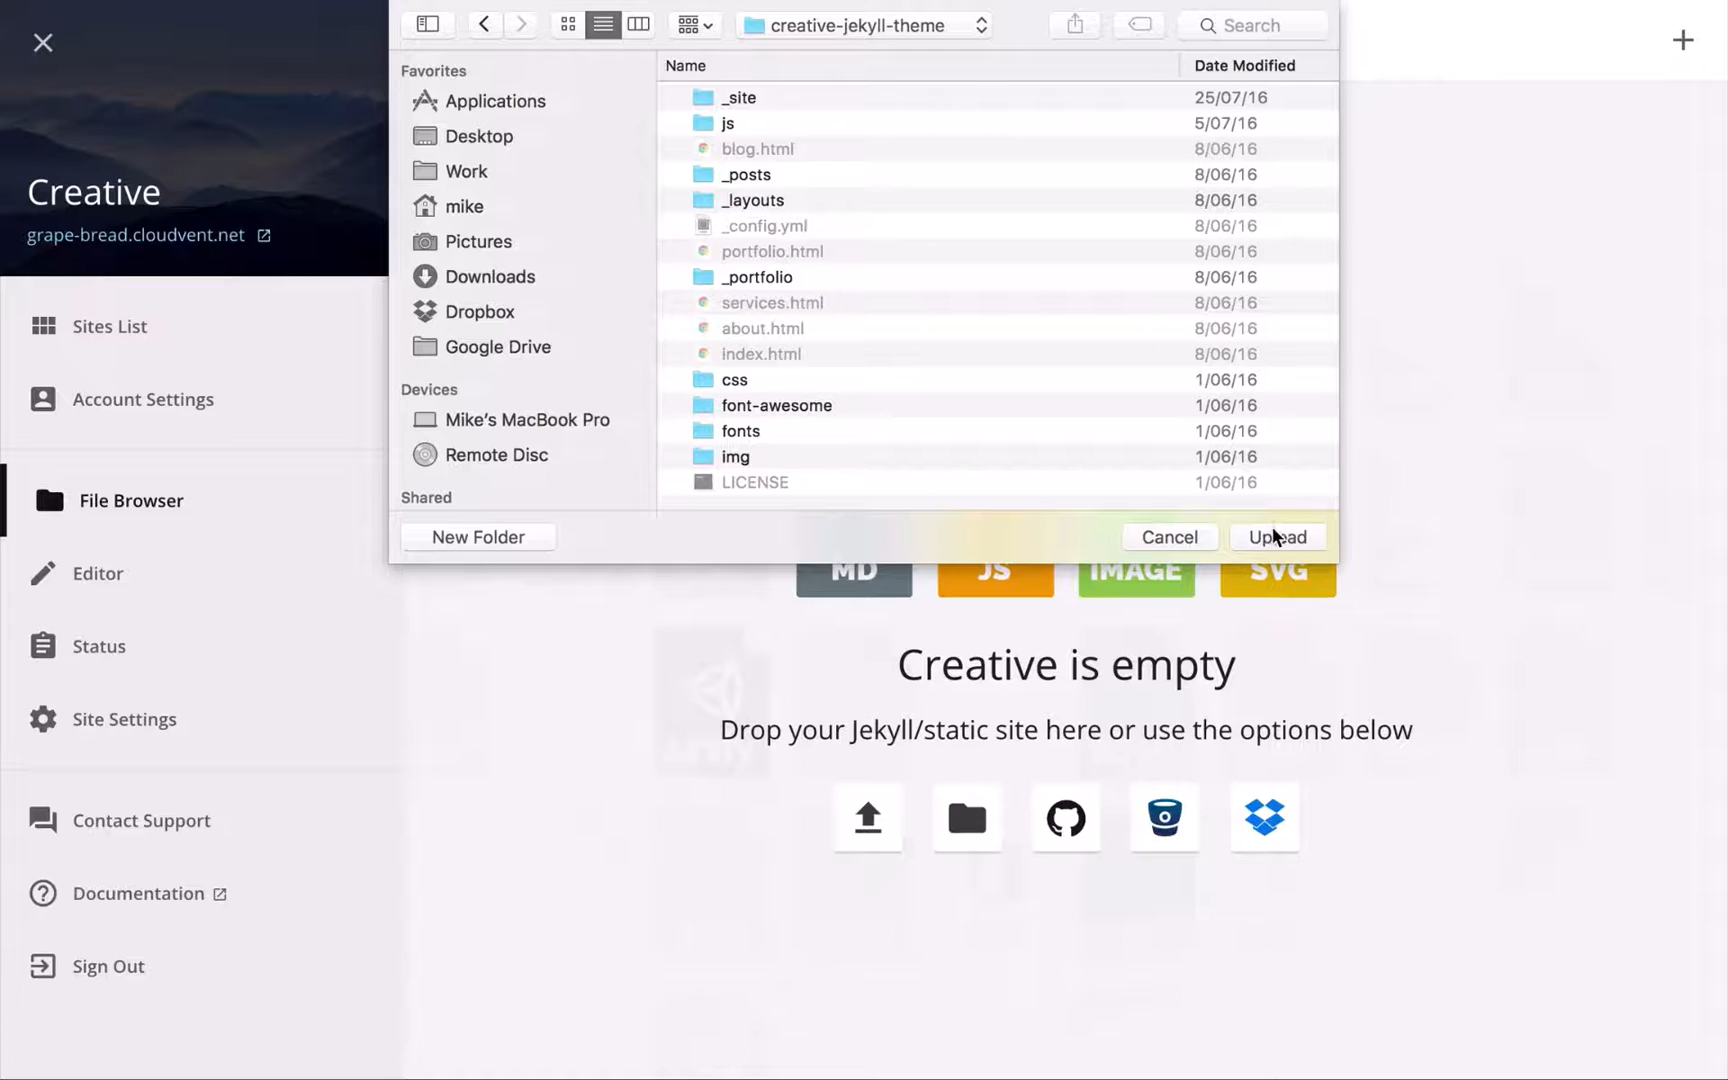 creative-jekyll-theme
Search
Favorites
Applications
Desktop
Work
mike
Pictures
Downloads
Dropbox
Google Drive
Devices
Mike's MacBook Pro
Remote Disc
Shared
Name Date Modified
_site 25/07/16
js 5/07/16
blog.html 8/06/16
_posts 8/06/16
_layouts 8/06/16
_config.yml 8/06/16
portfolio.html 8/06/16
_portfolio 8/06/16
services.html 8/06/16
about.html 8/06/16
index.html 8/06/16
css 1/06/16
font-awesome 1/06/16
fonts 1/06/16
img 1/06/16
LICENSE 1/06/16
New Folder Cancel Upload
Creative
grape-bread.cloudvent.net
Sites List
Account Settings
File Browser
Editor
Status
Site Settings
Contact Support
Documentation
Sign Out
MD JS IMAGE SVG
Creative is empty
Drop your Jekyll/static site here or use the options below